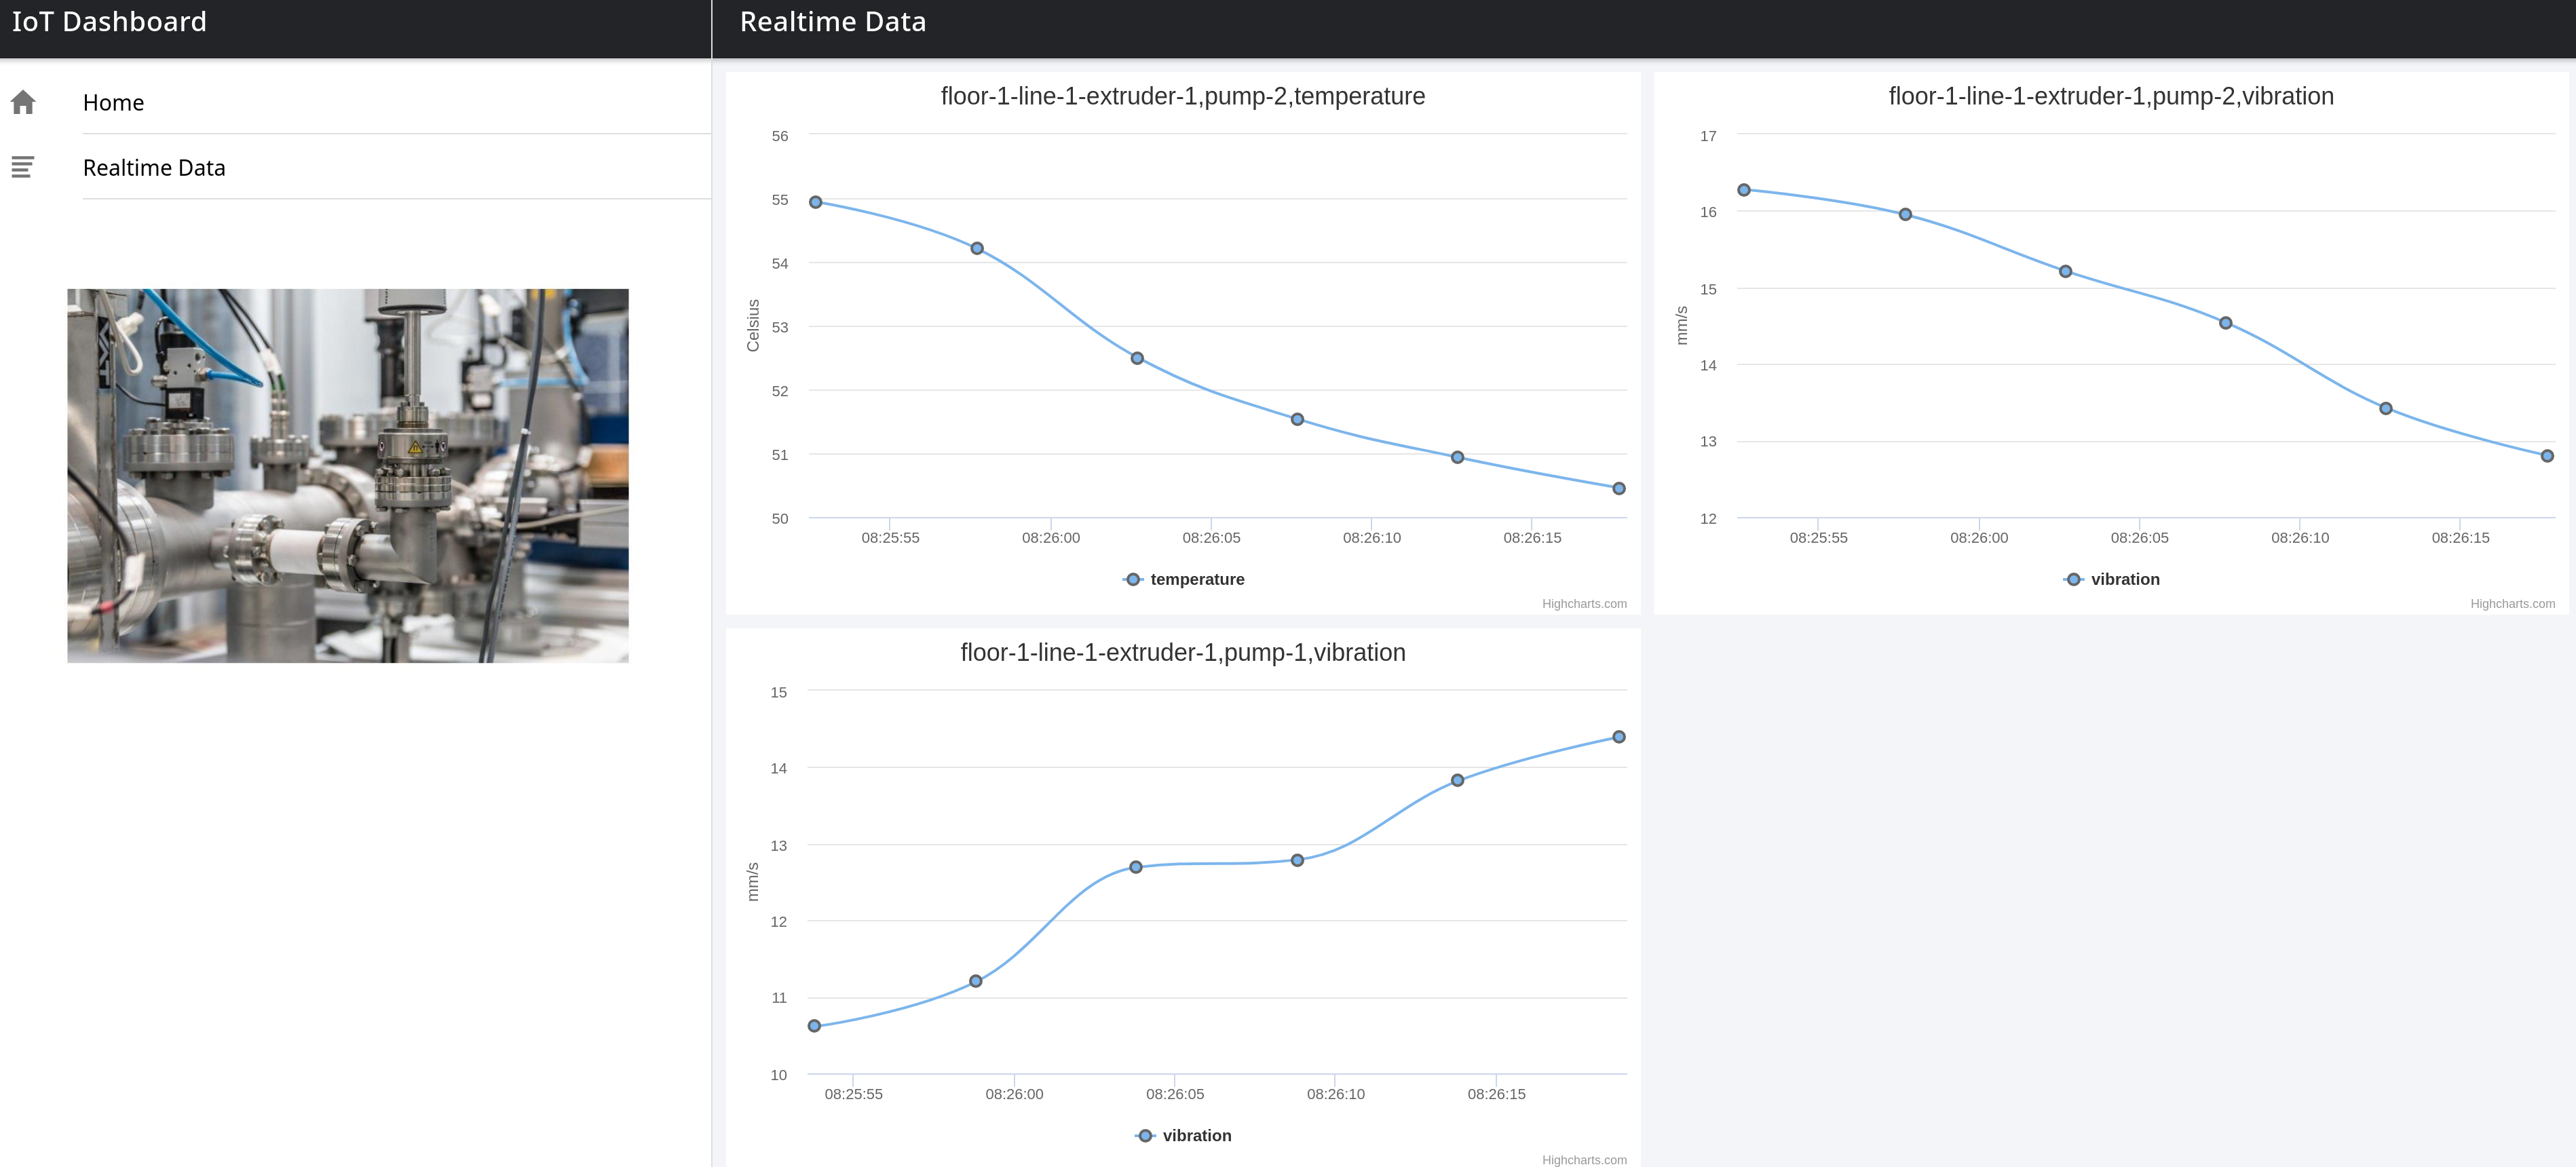 IoT Dashboard
Realtime Data
Home
Realtime Data
floor-1-line-1-extruder-1,pump-2,temperature
56
55
54
53
52
51
50
Celsius
08:25:55 08:26:00 08:26:05 08:26:10 08:26:15
temperature
Highcharts.com
floor-1-line-1-extruder-1,pump-2,vibration
17
16
15
14
13
12
mm/s
08:25:55 08:26:00 08:26:05 08:26:10 08:26:15
vibration
Highcharts.com
floor-1-line-1-extruder-1,pump-1,vibration
15
14
13
12
11
10
mm/s
08:25:55 08:26:00 08:26:05 08:26:10 08:26:15
vibration
Highcharts.com